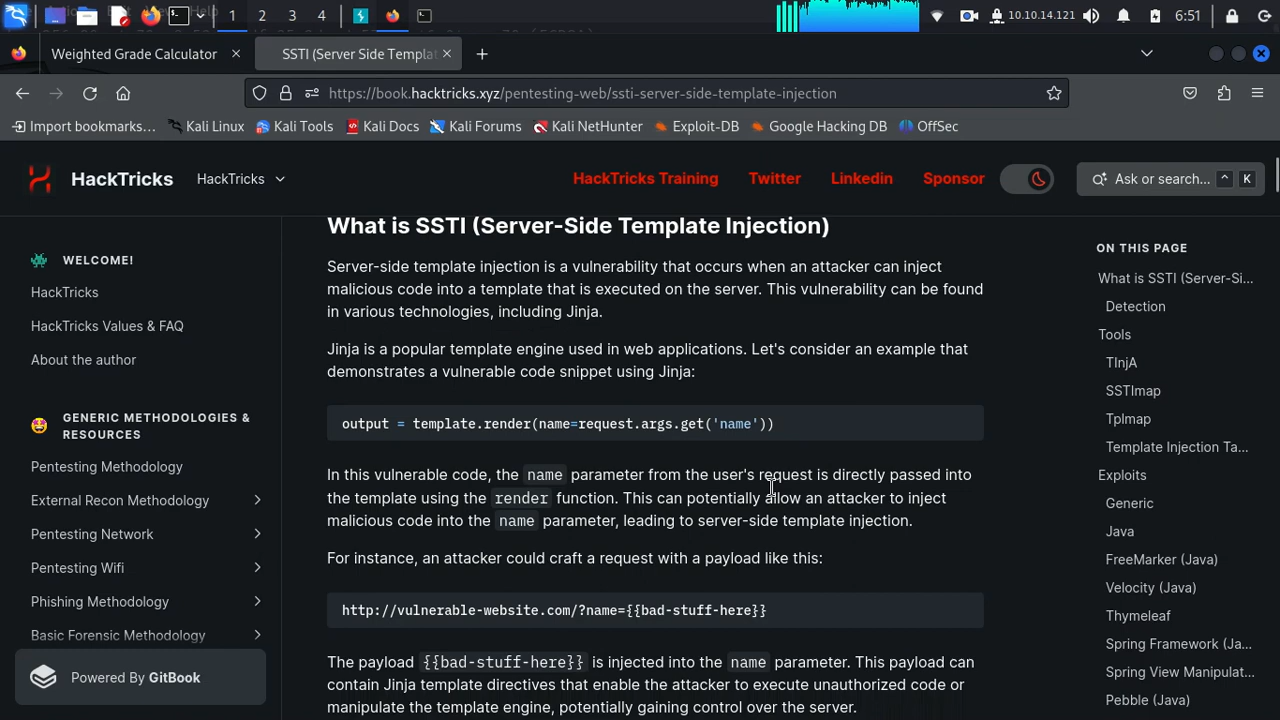 1 2 3 4 10.10.14.121 6:51
Weighted Grade Calculator SSTI (Server Side Templat
https://book.hacktricks.xyz/pentesting-web/ssti-server-side-template-injection
Import bookmarks... Kali Linux Kali Tools Kali Docs Kali Forums Kali NetHunter Exploit-DB Google Hacking DB OffSec
HackTricks HackTricks HackTricks Training Twitter Linkedin Sponsor Ask or search... ^ K
WELCOME!
HackTricks
HackTricks Values & FAQ
About the author
GENERIC METHODOLOGIES &
RESOURCES
Pentesting Methodology
External Recon Methodology
Pentesting Network
Pentesting Wifi
Phishing Methodology
Basic Forensic Methodology
Powered By GitBook
What is SSTI (Server-Side Template Injection)
Server-side template injection is a vulnerability that occurs when an attacker can inject
malicious code into a template that is executed on the server. This vulnerability can be found
in various technologies, including Jinja.
Jinja is a popular template engine used in web applications. Let's consider an example that
demonstrates a vulnerable code snippet using Jinja:
output = template.render(name=request.args.get('name'))
In this vulnerable code, the name parameter from the user's request is directly passed into
the template using the render function. This can potentially allow an attacker to inject
malicious code into the name parameter, leading to server-side template injection.
For instance, an attacker could craft a request with a payload like this:
http://vulnerable-website.com/?name={{bad-stuff-here}}
The payload {{bad-stuff-here}} is injected into the name parameter. This payload can
contain Jinja template directives that enable the attacker to execute unauthorized code or
manipulate the template engine, potentially gaining control over the server.
ON THIS PAGE
What is SSTI (Server-Si...
Detection
Tools
TInjA
SSTImap
Tplmap
Template Injection Ta...
Exploits
Generic
Java
FreeMarker (Java)
Velocity (Java)
Thymeleaf
Spring Framework (Ja...
Spring View Manipulat...
Pebble (Java)